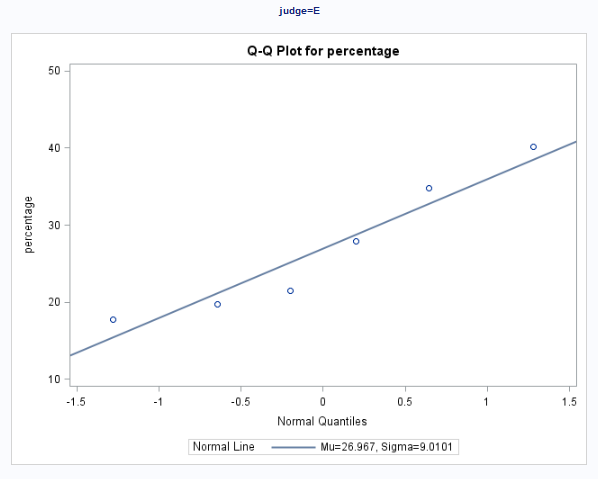 judge=E
Q-Q Plot for percentage
50
40
30
20
10
percentage
-1.5 -1 -0.5 0 0.5 1 1.5
Normal Quantiles
Normal Line Mu=26.967, Sigma=9.0101